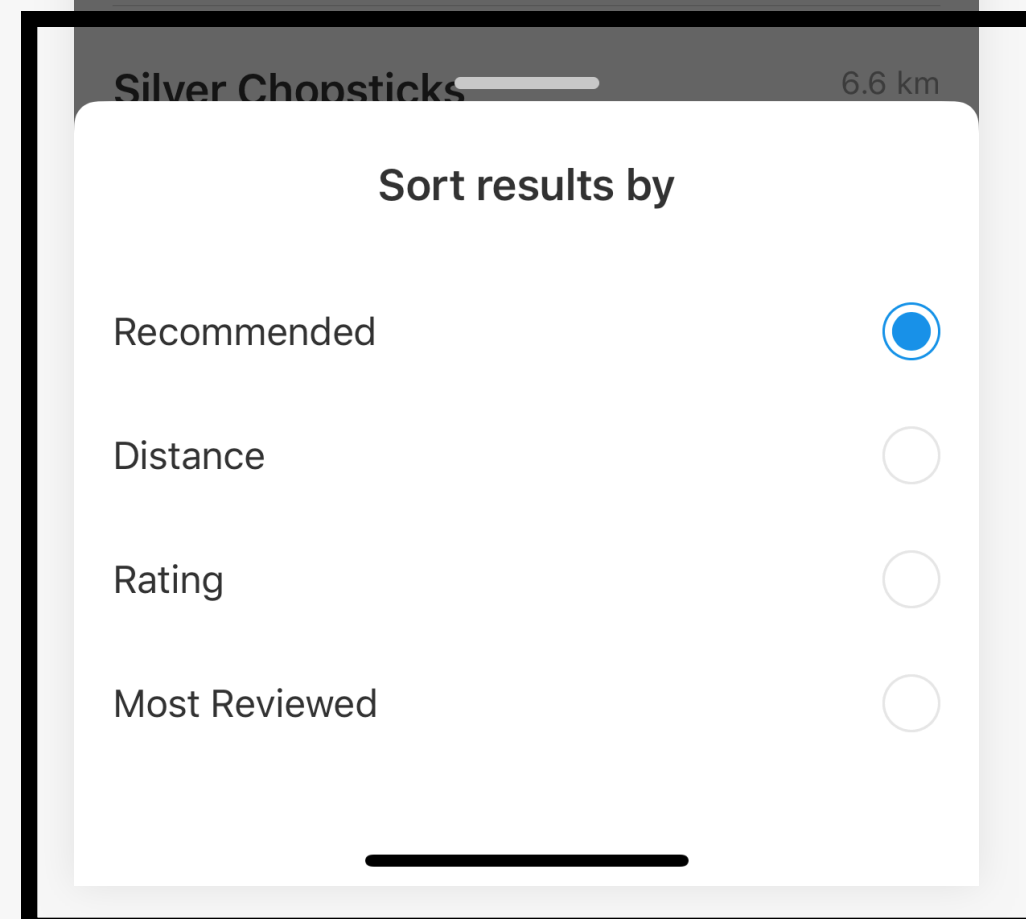 Silver Chopsticks
6.6 km
Sort results by
Recommended
Distance
Rating
Most Reviewed